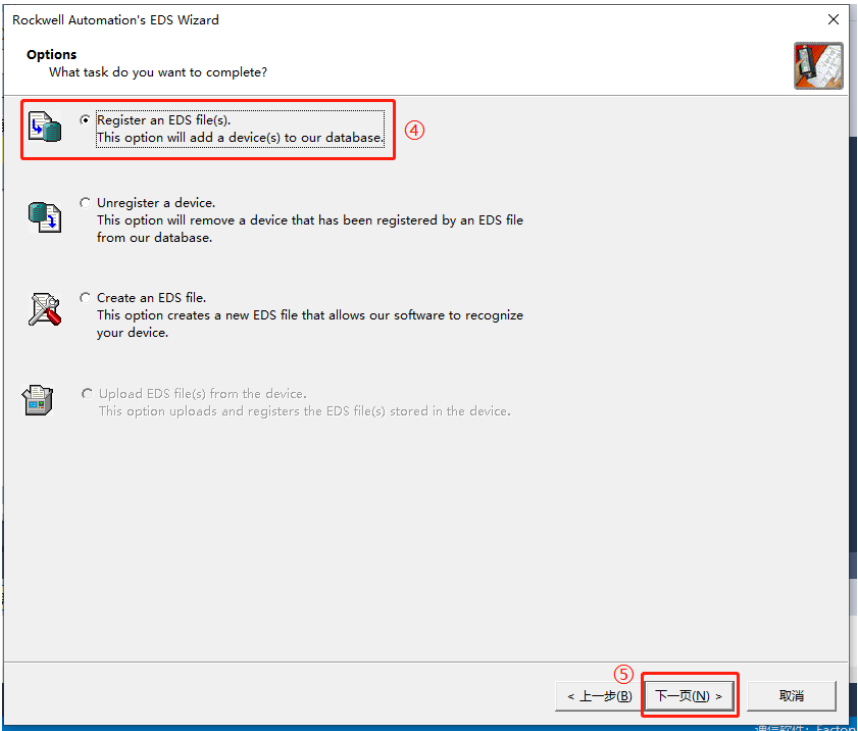 Rockwell Automation's EDS Wizard
Options
What task do you want to complete?
Register an EDS file(s).
This option will add a device(s) to our database.
④
Unregister a device.
This option will remove a device that has been registered by an EDS file
from our database.
Create an EDS file.
This option creates a new EDS file that allows our software to recognize
your device.
Upload EDS file(s) from the device.
This option uploads and registers the EDS file(s) stored in the device.
⑤
< 上一步(B) 下一页(N) > 取消